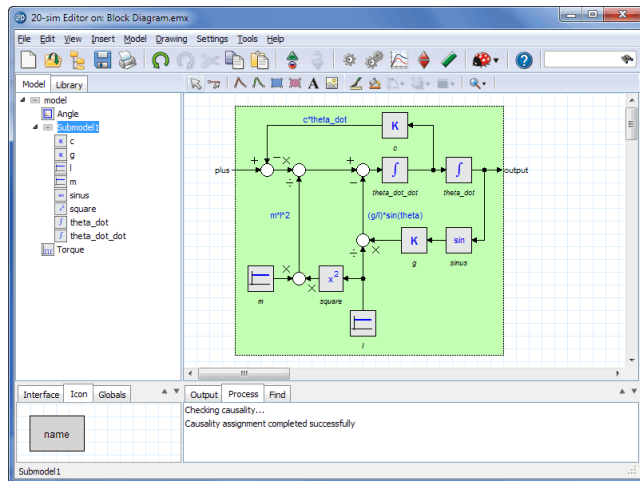 20-sim Editor on: Block Diagram.emx
File Edit View Insert Model Drawing Settings Tools Help
Model Library
model
Angle
Submodel1
c
g
l
m
sinus
square
theta_dot
theta_dot_dot
Torque
c*theta_dot
K
c
plus
output
∫ ∫
theta_dot_dot theta_dot
m*l^2 (g/l)*sin(theta)
K sin
g sinus
x²
m square
l
Interface Icon Globals
name
Output Process Find
Checking causality...
Causality assignment completed successfully
Submodel1